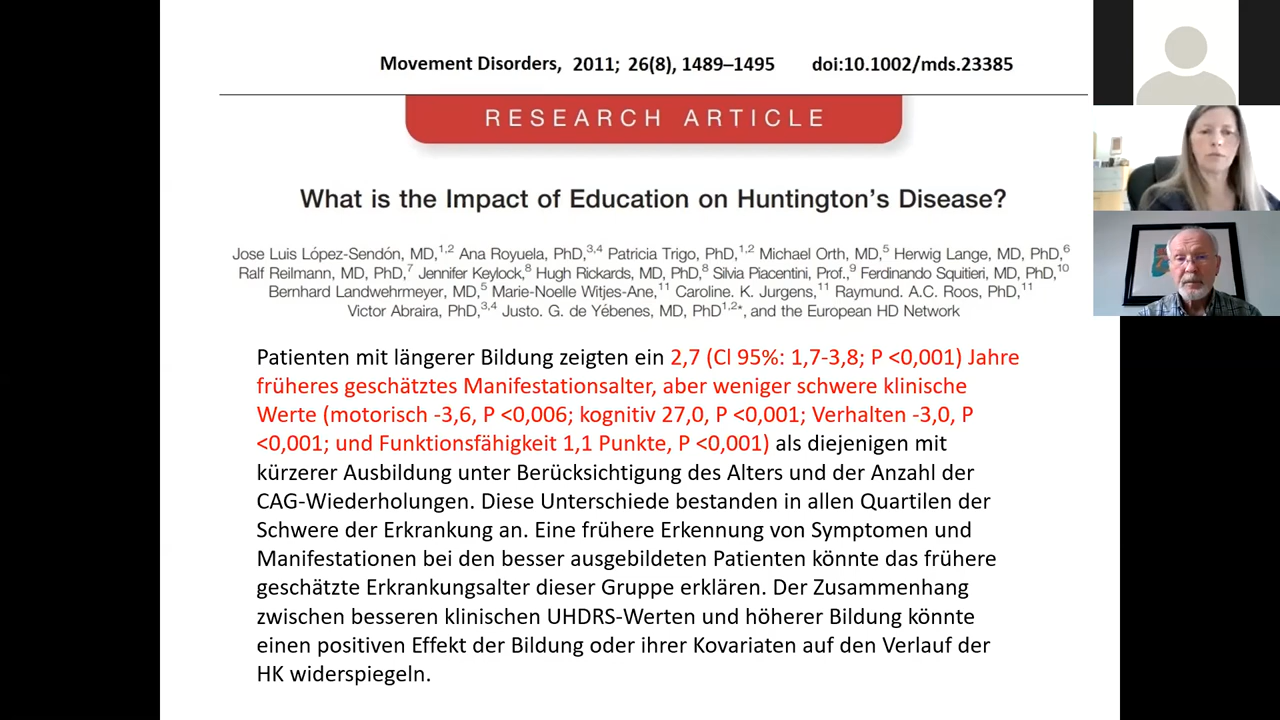 Movement Disorders, 2011; 26(8), 1489–1495 doi:10.1002/mds.23385
RESEARCH ARTICLE
What is the Impact of Education on Huntington's Disease?
Jose Luis López-Sendón, MD,1,2 Ana Royuela, PhD,3,4 Patricia Trigo, PhD,1,2 Michael Orth, MD,5 Herwig Lange, MD, PhD,6
Ralf Reilmann, MD, PhD,7 Jennifer Keylock,8 Hugh Rickards, MD, PhD,8 Silvia Piacentini, Prof.,9 Ferdinando Squitieri, MD, PhD,10
Bernhard Landwehrmeyer, MD,5 Marie-Noelle Witjes-Ane,11 Caroline. K. Jurgens,11 Raymund. A.C. Roos, PhD,11
Victor Abraira, PhD,3,4 Justo. G. de Yébenes, MD, PhD1,2*, and the European HD Network
Patienten mit längerer Bildung zeigten ein 2,7 (Cl 95%: 1,7-3,8; P <0,001) Jahre
früheres geschätztes Manifestationsalter, aber weniger schwere klinische
Werte (motorisch -3,6, P <0,006; kognitiv 27,0, P <0,001; Verhalten -3,0, P
<0,001; und Funktionsfähigkeit 1,1 Punkte, P <0,001) als diejenigen mit
kürzerer Ausbildung unter Berücksichtigung des Alters und der Anzahl der
CAG-Wiederholungen. Diese Unterschiede bestanden in allen Quartilen der
Schwere der Erkrankung an. Eine frühere Erkennung von Symptomen und
Manifestationen bei den besser ausgebildeten Patienten könnte das frühere
geschätzte Erkrankungsalter dieser Gruppe erklären. Der Zusammenhang
zwischen besseren klinischen UHDRS-Werten und höherer Bildung könnte
einen positiven Effekt der Bildung oder ihrer Kovariaten auf den Verlauf der
HK widerspiegeln.